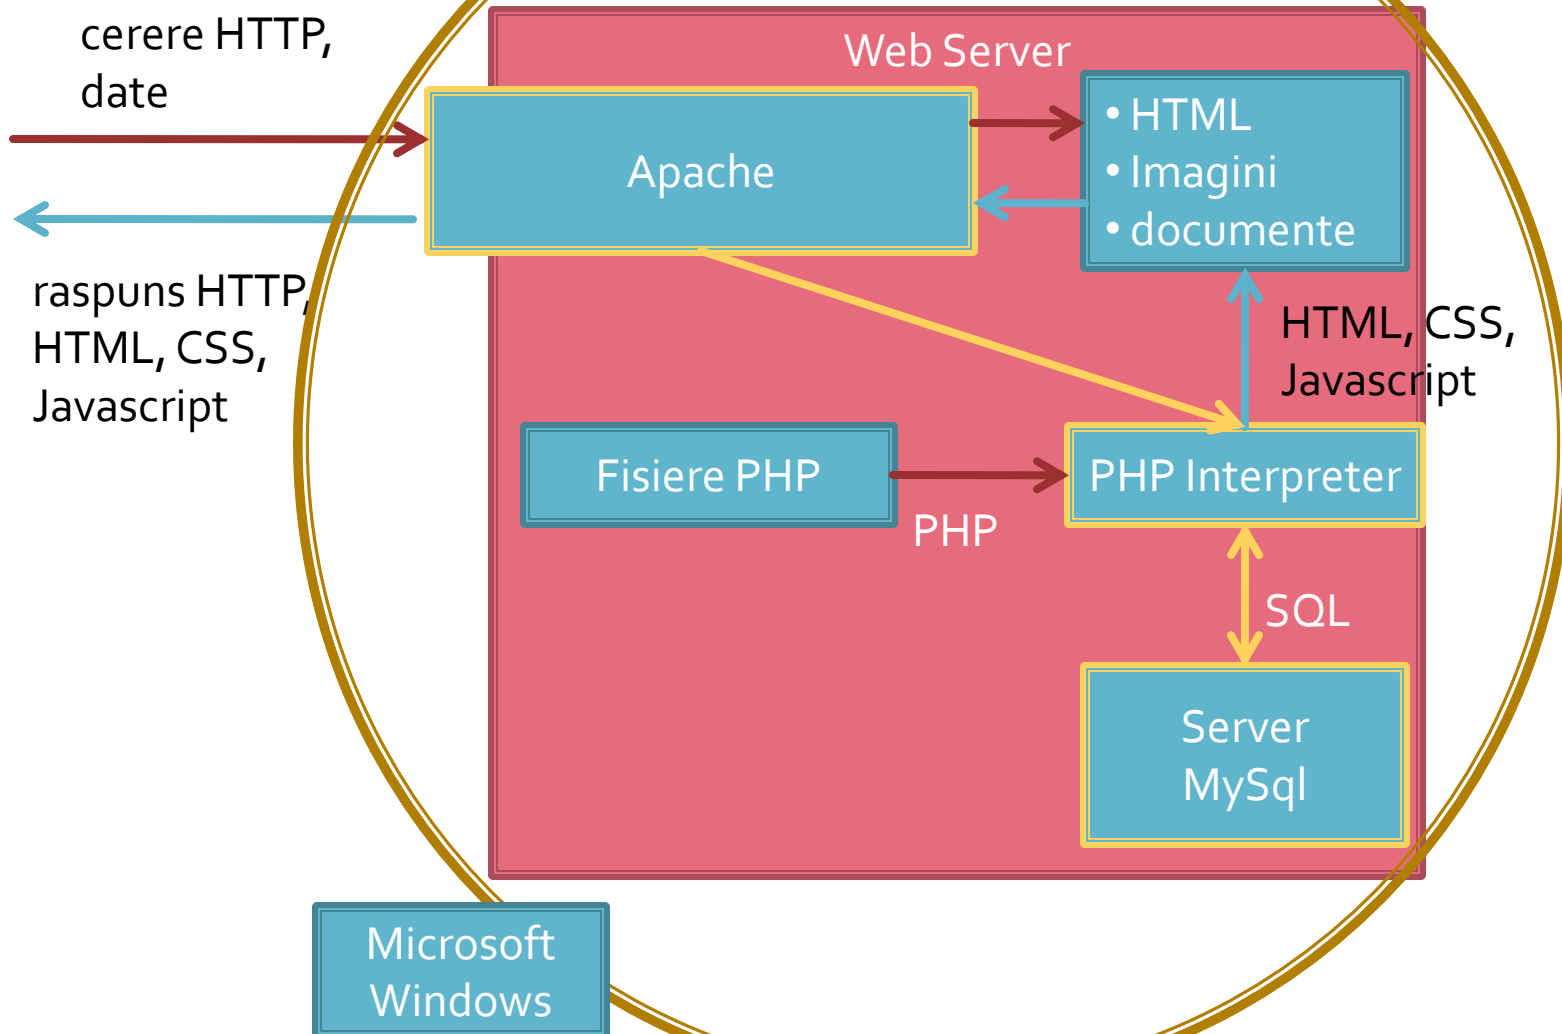 cerere HTTP,
date
Web Server
Apache
• HTML
• Imagini
• documente
raspuns HTTP,
HTML, CSS,
Javascript
HTML, CSS,
Javascript
Fisiere PHP
PHP
PHP Interpreter
SQL
Server
MySql
Microsoft
Windows